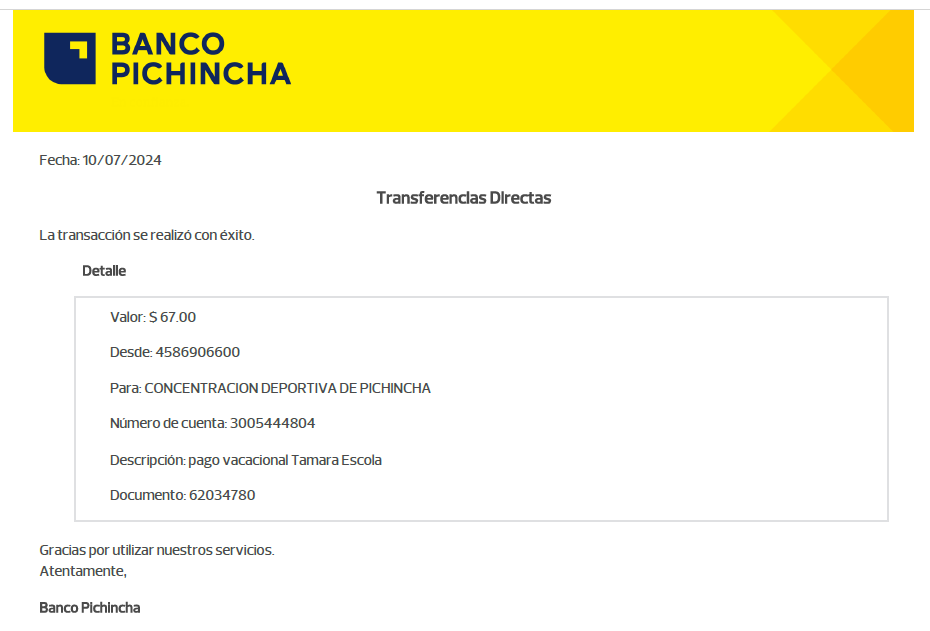 BANCO
PICHINCHA
Fecha: 10/07/2024
Transferencias Directas
La transacción se realizó con éxito.
Detalle
Valor: $ 67.00
Desde: 4586906600
Para: CONCENTRACION DEPORTIVA DE PICHINCHA
Número de cuenta: 3005444804
Descripción: pago vacacional Tamara Escola
Documento: 62034780
Gracias por utilizar nuestros servicios.
Atentamente,
Banco Pichincha